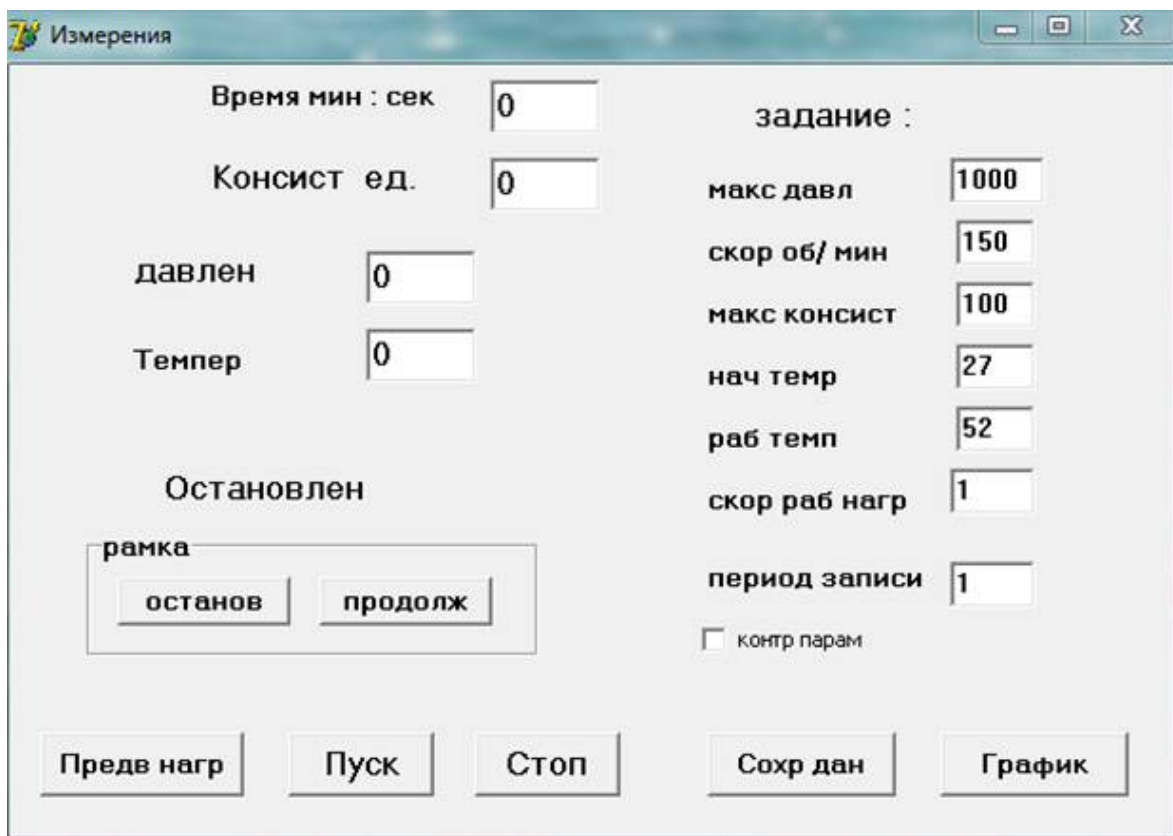 Измерения
Время мин : сек 0
Консист ед. 0
давлен 0
Темпер 0
Остановлен
рамка
останов продолж
задание :
макс давл 1000
скор об/ мин 150
макс консист 100
нач темр 27
раб темп 52
скор раб нагр 1
период записи 1
контр парам
Предв нагр Пуск Стоп Сохр дан График